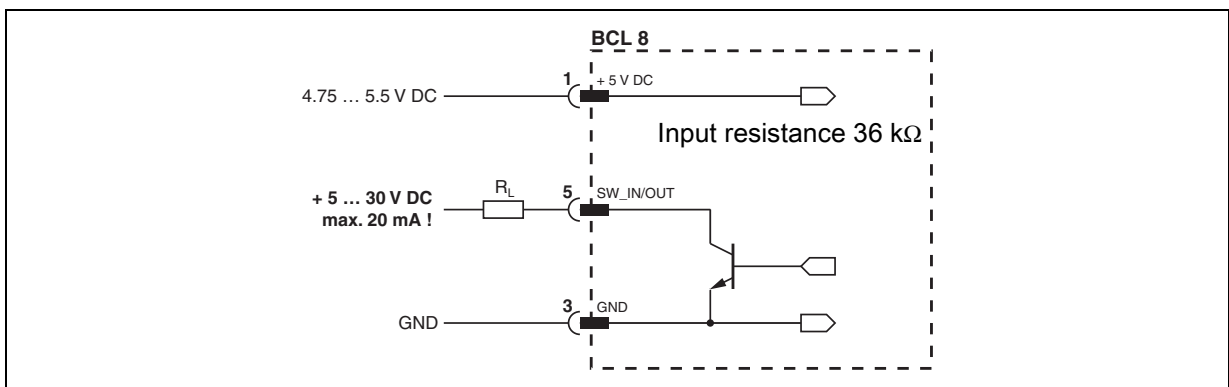 BCL 8
4.75 … 5.5 V DC
1
+ 5 V DC
Input resistance 36 kΩ
+ 5 … 30 V DC
max. 20 mA !
RL
5
SW_IN/OUT
GND
3
GND